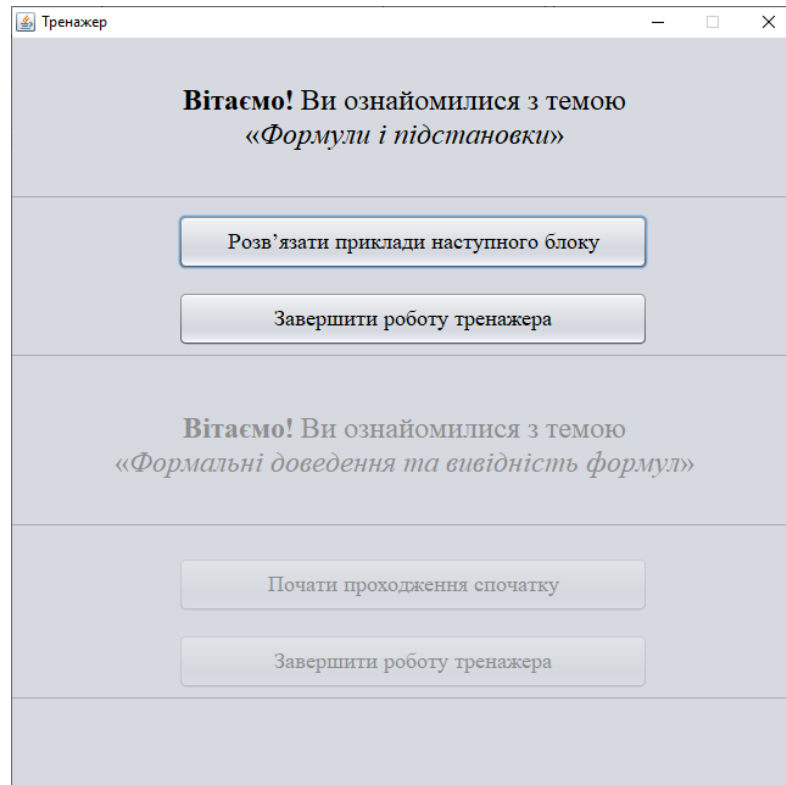 Тренажер
Вітаємо! Ви ознайомилися з темою
«Формули і підстановки»
Розв’язати приклади наступного блоку
Завершити роботу тренажера
Вітаємо! Ви ознайомилися з темою
«Формальні доведення та вивідність формул»
Почати проходження спочатку
Завершити роботу тренажера